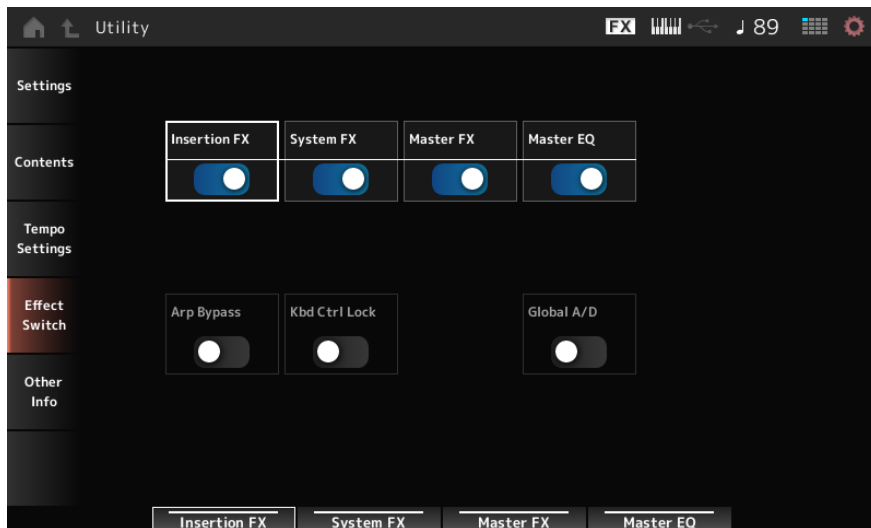 Utility
FX
♩ 89
Settings
Contents
Tempo
Settings
Effect
Switch
Other
Info
Insertion FX
System FX
Master FX
Master EQ
Arp Bypass
Kbd Ctrl Lock
Global A/D
Insertion FX
System FX
Master FX
Master EQ